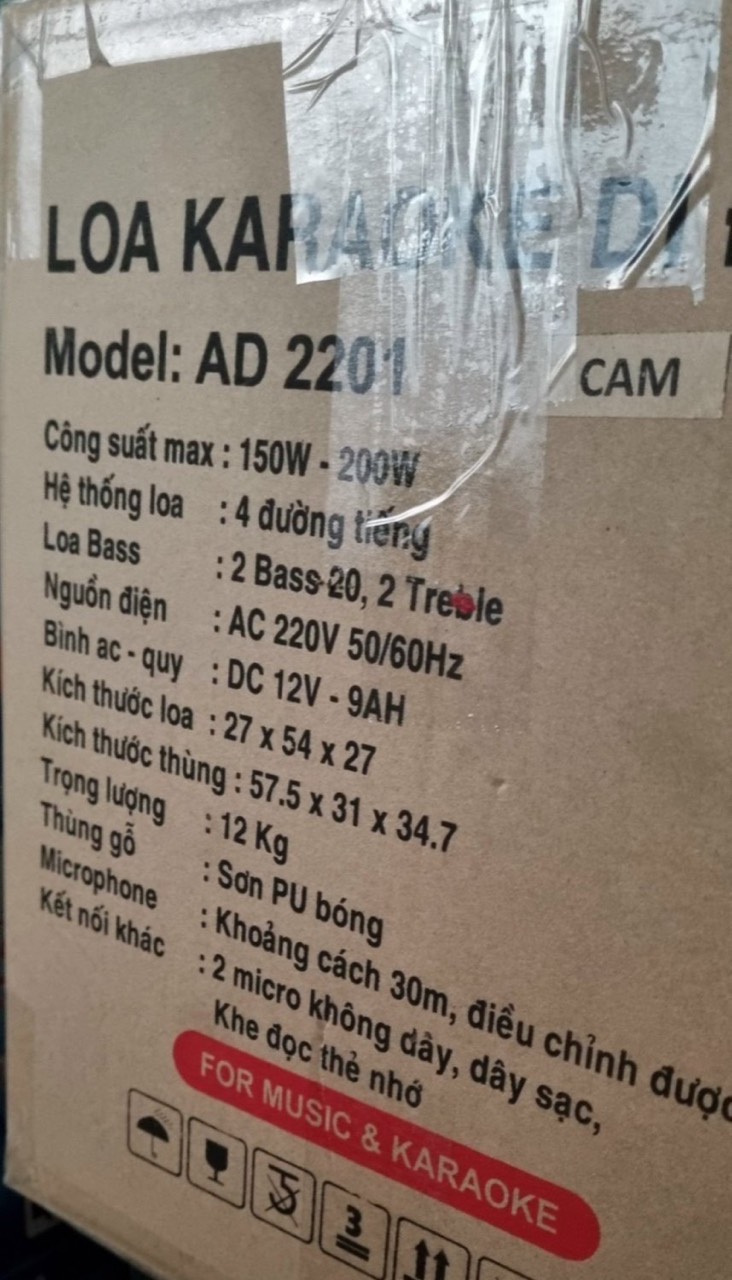 LOA KARAOKE DI
Model: AD 2201
CAM
Công suất max : 150W - 200W
Hệ thống loa : 4 đường tiếng
Loa Bass : 2 Bass 20, 2 Treble
Nguồn điện : AC 220V 50/60Hz
Bình ac - quy : DC 12V - 9AH
Kích thước loa : 27 x 54 x 27
Kích thước thùng : 57.5 x 31 x 34.7
Trọng lượng : 12 Kg
Thùng gỗ : Sơn PU bóng
Microphone : Khoảng cách 30m, điều chỉnh được
Kết nối khác : 2 micro không dây, dây sạc,
Khe đọc thẻ nhớ
FOR MUSIC & KARAOKE
3